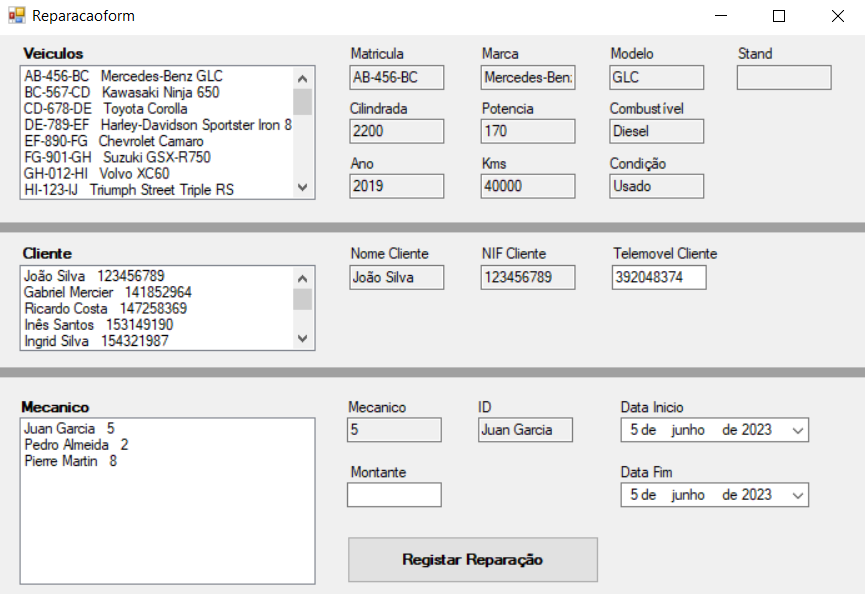 Reparacaoform
Veiculos
AB-456-BC Mercedes-Benz GLC
BC-567-CD Kawasaki Ninja 650
CD-678-DE Toyota Corolla
DE-789-EF Harley-Davidson Sportster Iron 8
EF-890-FG Chevrolet Camaro
FG-901-GH Suzuki GSX-R750
GH-012-HI Volvo XC60
HI-123-IJ Triumph Street Triple RS
Matricula Marca Modelo Stand
AB-456-BC Mercedes-Ben: GLC
Cilindrada Potencia Combustível
2200 170 Diesel
Ano Kms Condição
2019 40000 Usado
Cliente
João Silva 123456789
Gabriel Mercier 141852964
Ricardo Costa 147258369
Inês Santos 153149190
Ingrid Silva 154321987
Nome Cliente NIF Cliente Telemovel Cliente
João Silva 123456789 392048374
Mecanico
Juan Garcia 5
Pedro Almeida 2
Pierre Martin 8
Mecanico ID Data Inicio
5 Juan Garcia 5 de junho de 2023
Montante Data Fim
5 de junho de 2023
Registar Reparação